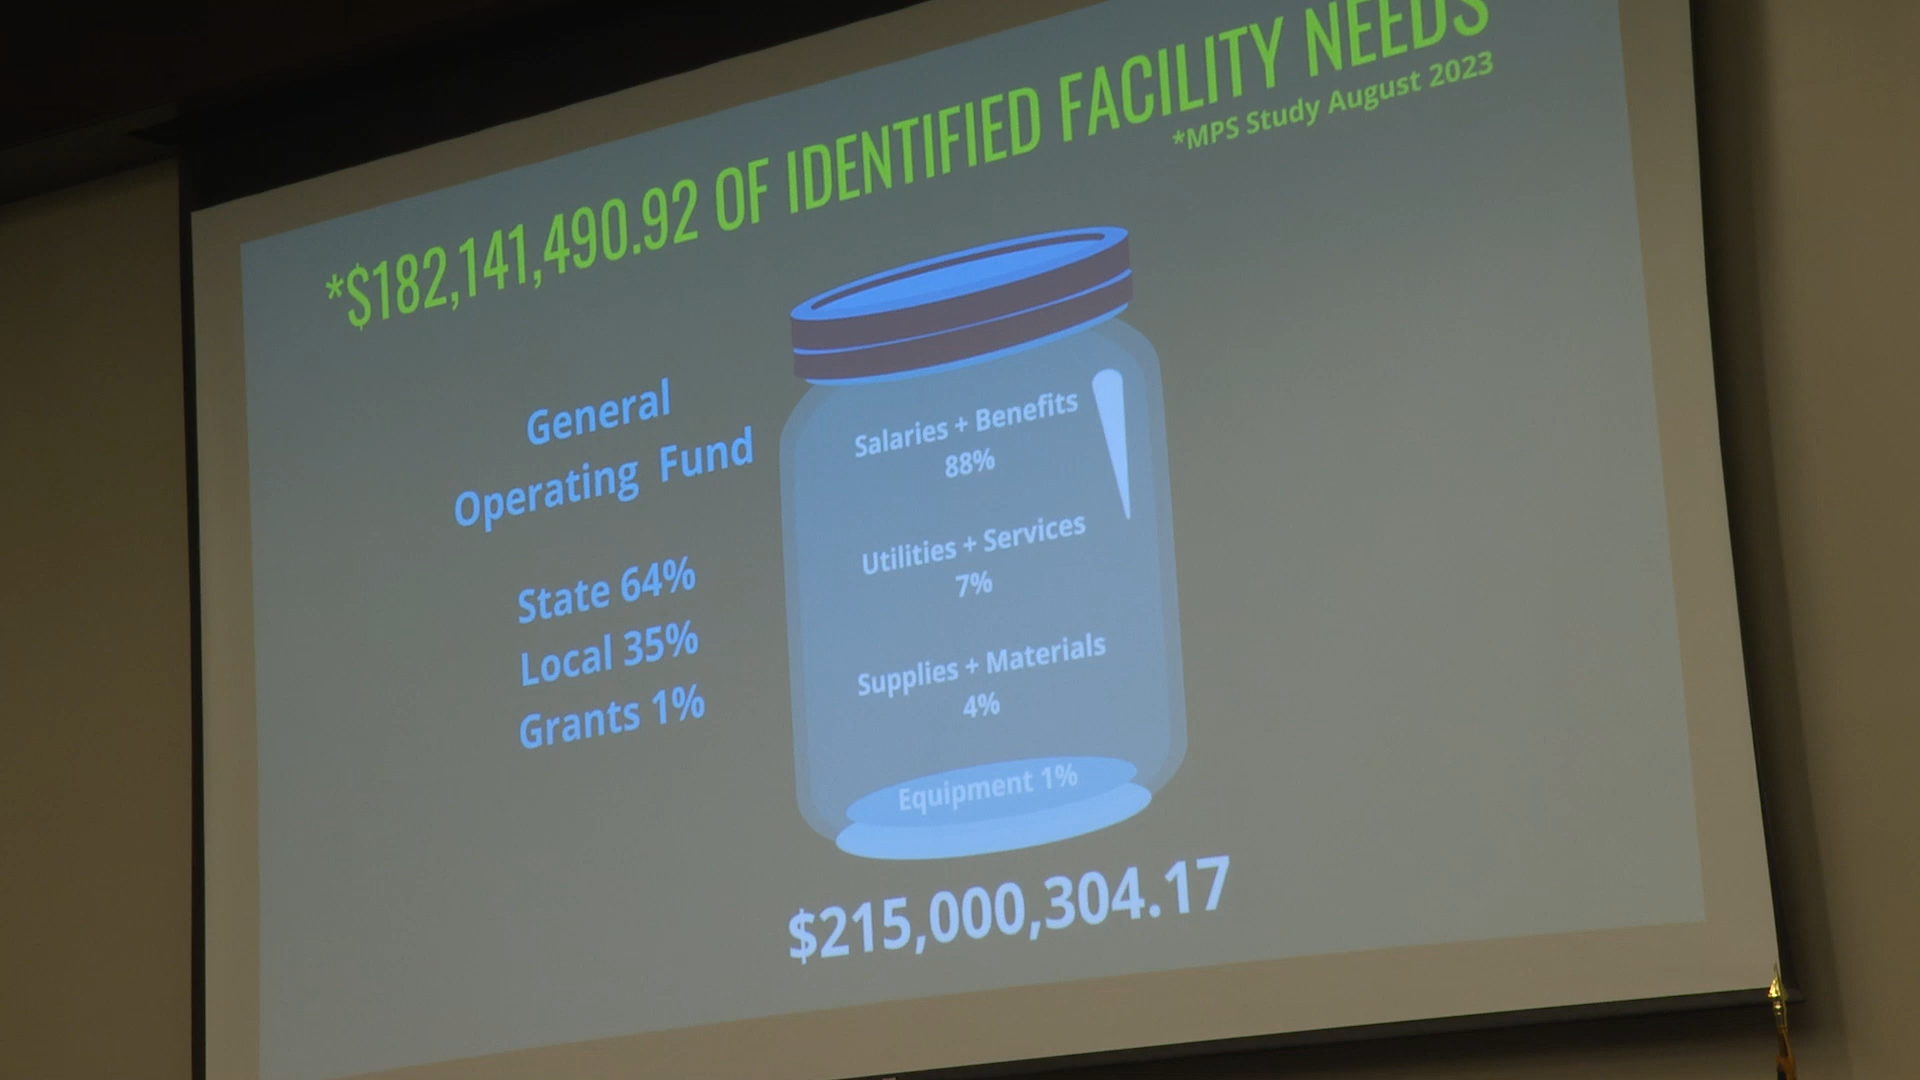 *$182,141,490.92 OF IDENTIFIED FACILITY NEEDS
*MPS Study August 2023
General
Operating Fund
State 64%
Local 35%
Grants 1%
Salaries + Benefits
88%
Utilities + Services
7%
Supplies + Materials
4%
Equipment 1%
$215,000,304.17